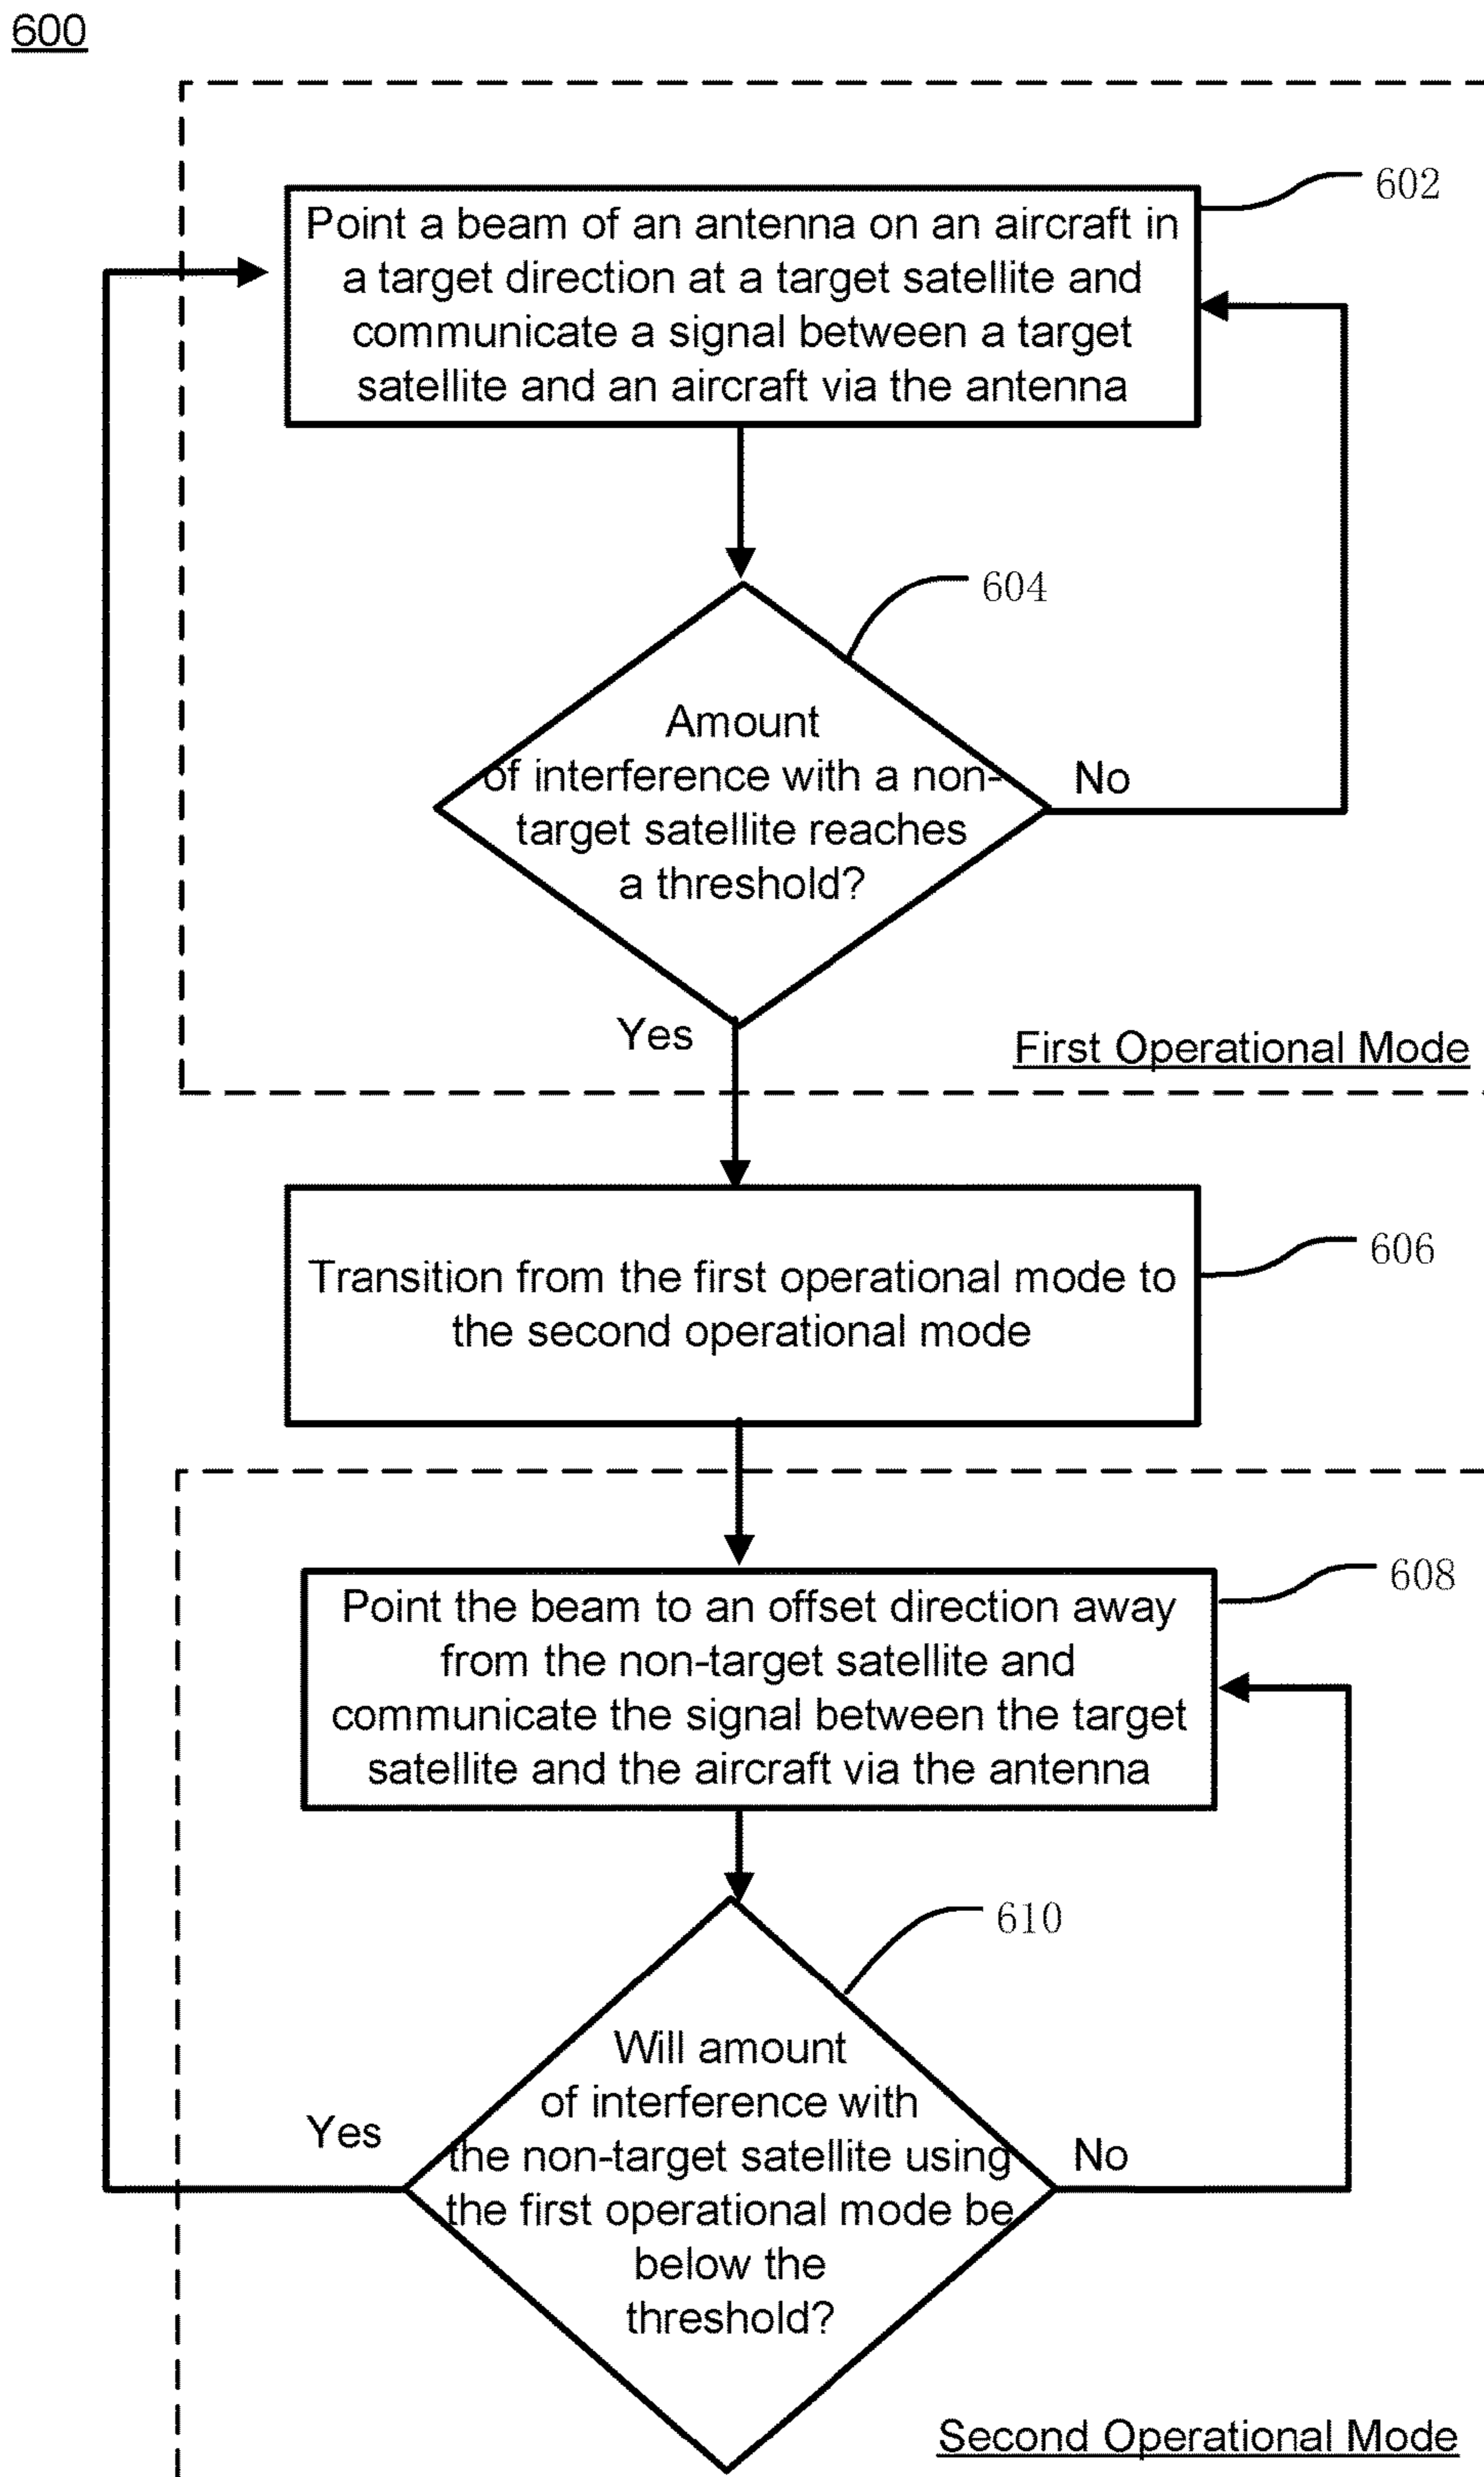 600
602
Point a beam of an antenna on an aircraft in
a target direction at a target satellite and
communicate a signal between a target
satellite and an aircraft via the antenna
604
Amount
of interference with a non-
target satellite reaches
a threshold?
No
Yes
First Operational Mode
606
Transition from the first operational mode to
the second operational mode
608
Point the beam to an offset direction away
from the non-target satellite and
communicate the signal between the target
satellite and the aircraft via the antenna
610
Will amount
of interference with
the non-target satellite using
the first operational mode be
below the
threshold?
Yes
No
Second Operational Mode